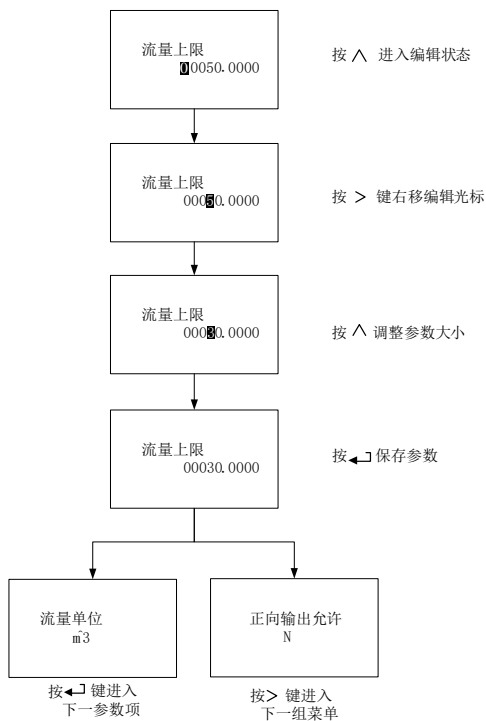 流量上限
00050.0000
按 ∧ 进入编辑状态
流量上限
00050.0000
按 > 键右移编辑光标
流量上限
00030.0000
按 ∧ 调整参数大小
流量上限
00030.0000
按 ↵ 保存参数
流量单位
m^3
正向输出允许
N
按 ↵ 键进入
下一参数项
按> 键进入
下一组菜单